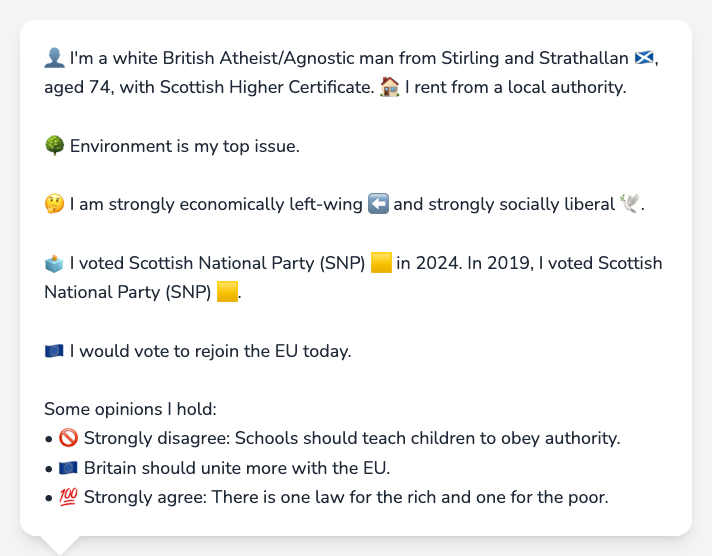 👤 I'm a white British Atheist/Agnostic man from Stirling and Strathallan 🏴󠁧󠁢󠁳󠁣󠁴󠁿,
aged 74, with Scottish Higher Certificate. 🏠 I rent from a local authority.
🌳 Environment is my top issue.
🤔 I am strongly economically left-wing ⬅️ and strongly socially liberal 🕊️.
🗳️ I voted Scottish National Party (SNP) 🟨 in 2024. In 2019, I voted Scottish
National Party (SNP) 🟨.
🇪🇺 I would vote to rejoin the EU today.
Some opinions I hold:
• 🚫 Strongly disagree: Schools should teach children to obey authority.
• 🇪🇺 Britain should unite more with the EU.
• 💯 Strongly agree: There is one law for the rich and one for the poor.